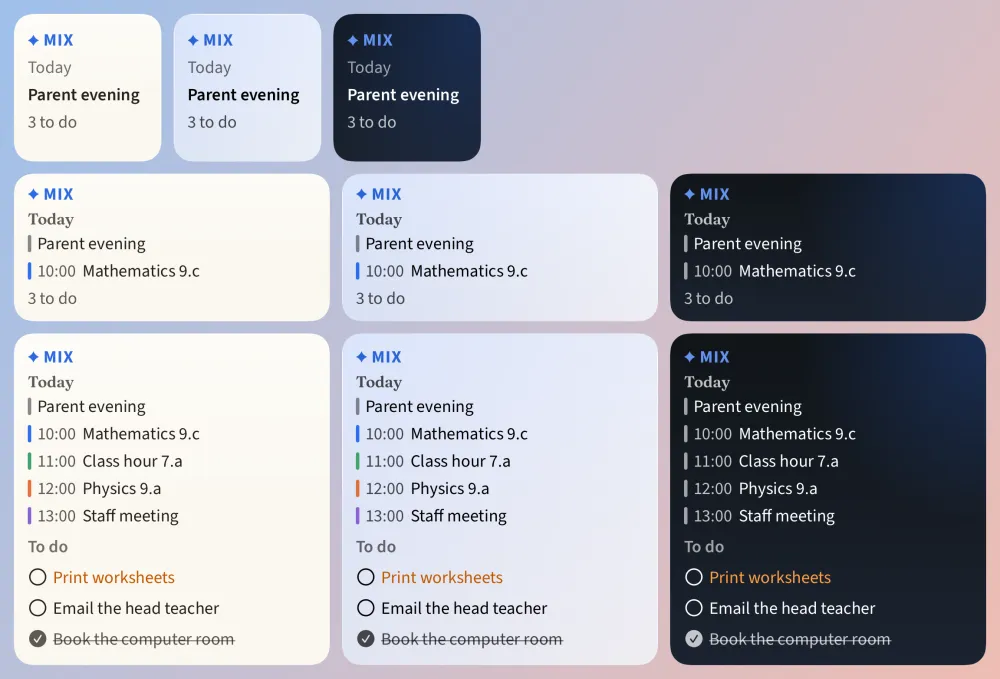 ✦ MIX
Today
Parent evening
3 to do
✦ MIX
Today
Parent evening
3 to do
✦ MIX
Today
Parent evening
3 to do
✦ MIX
Today
Parent evening
10:00 Mathematics 9.c
3 to do
✦ MIX
Today
Parent evening
10:00 Mathematics 9.c
3 to do
✦ MIX
Today
Parent evening
10:00 Mathematics 9.c
3 to do
✦ MIX
Today
Parent evening
10:00 Mathematics 9.c
11:00 Class hour 7.a
12:00 Physics 9.a
13:00 Staff meeting
To do
Print worksheets
Email the head teacher
Book the computer room
✦ MIX
Today
Parent evening
10:00 Mathematics 9.c
11:00 Class hour 7.a
12:00 Physics 9.a
13:00 Staff meeting
To do
Print worksheets
Email the head teacher
Book the computer room
✦ MIX
Today
Parent evening
10:00 Mathematics 9.c
11:00 Class hour 7.a
12:00 Physics 9.a
13:00 Staff meeting
To do
Print worksheets
Email the head teacher
Book the computer room